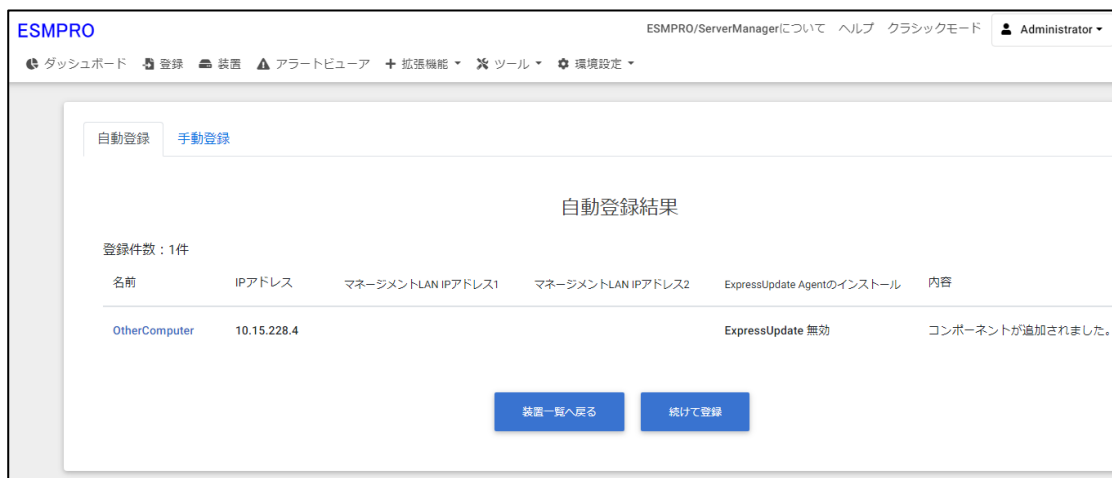 ESMPRO
ESMPRO/ServerManagerについて ヘルプ クラシックモード Administrator
ダッシュボード 登録 装置 アラートビューア 拡張機能 ツール 環境設定
自動登録 手動登録
自動登録結果
登録件数：1件
名前 IPアドレス マネージメントLAN IPアドレス1 マネージメントLAN IPアドレス2 ExpressUpdate Agentのインストール 内容
OtherComputer 10.15.228.4 ExpressUpdate 無効 コンポーネントが追加されました。
装置一覧へ戻る 続けて登録